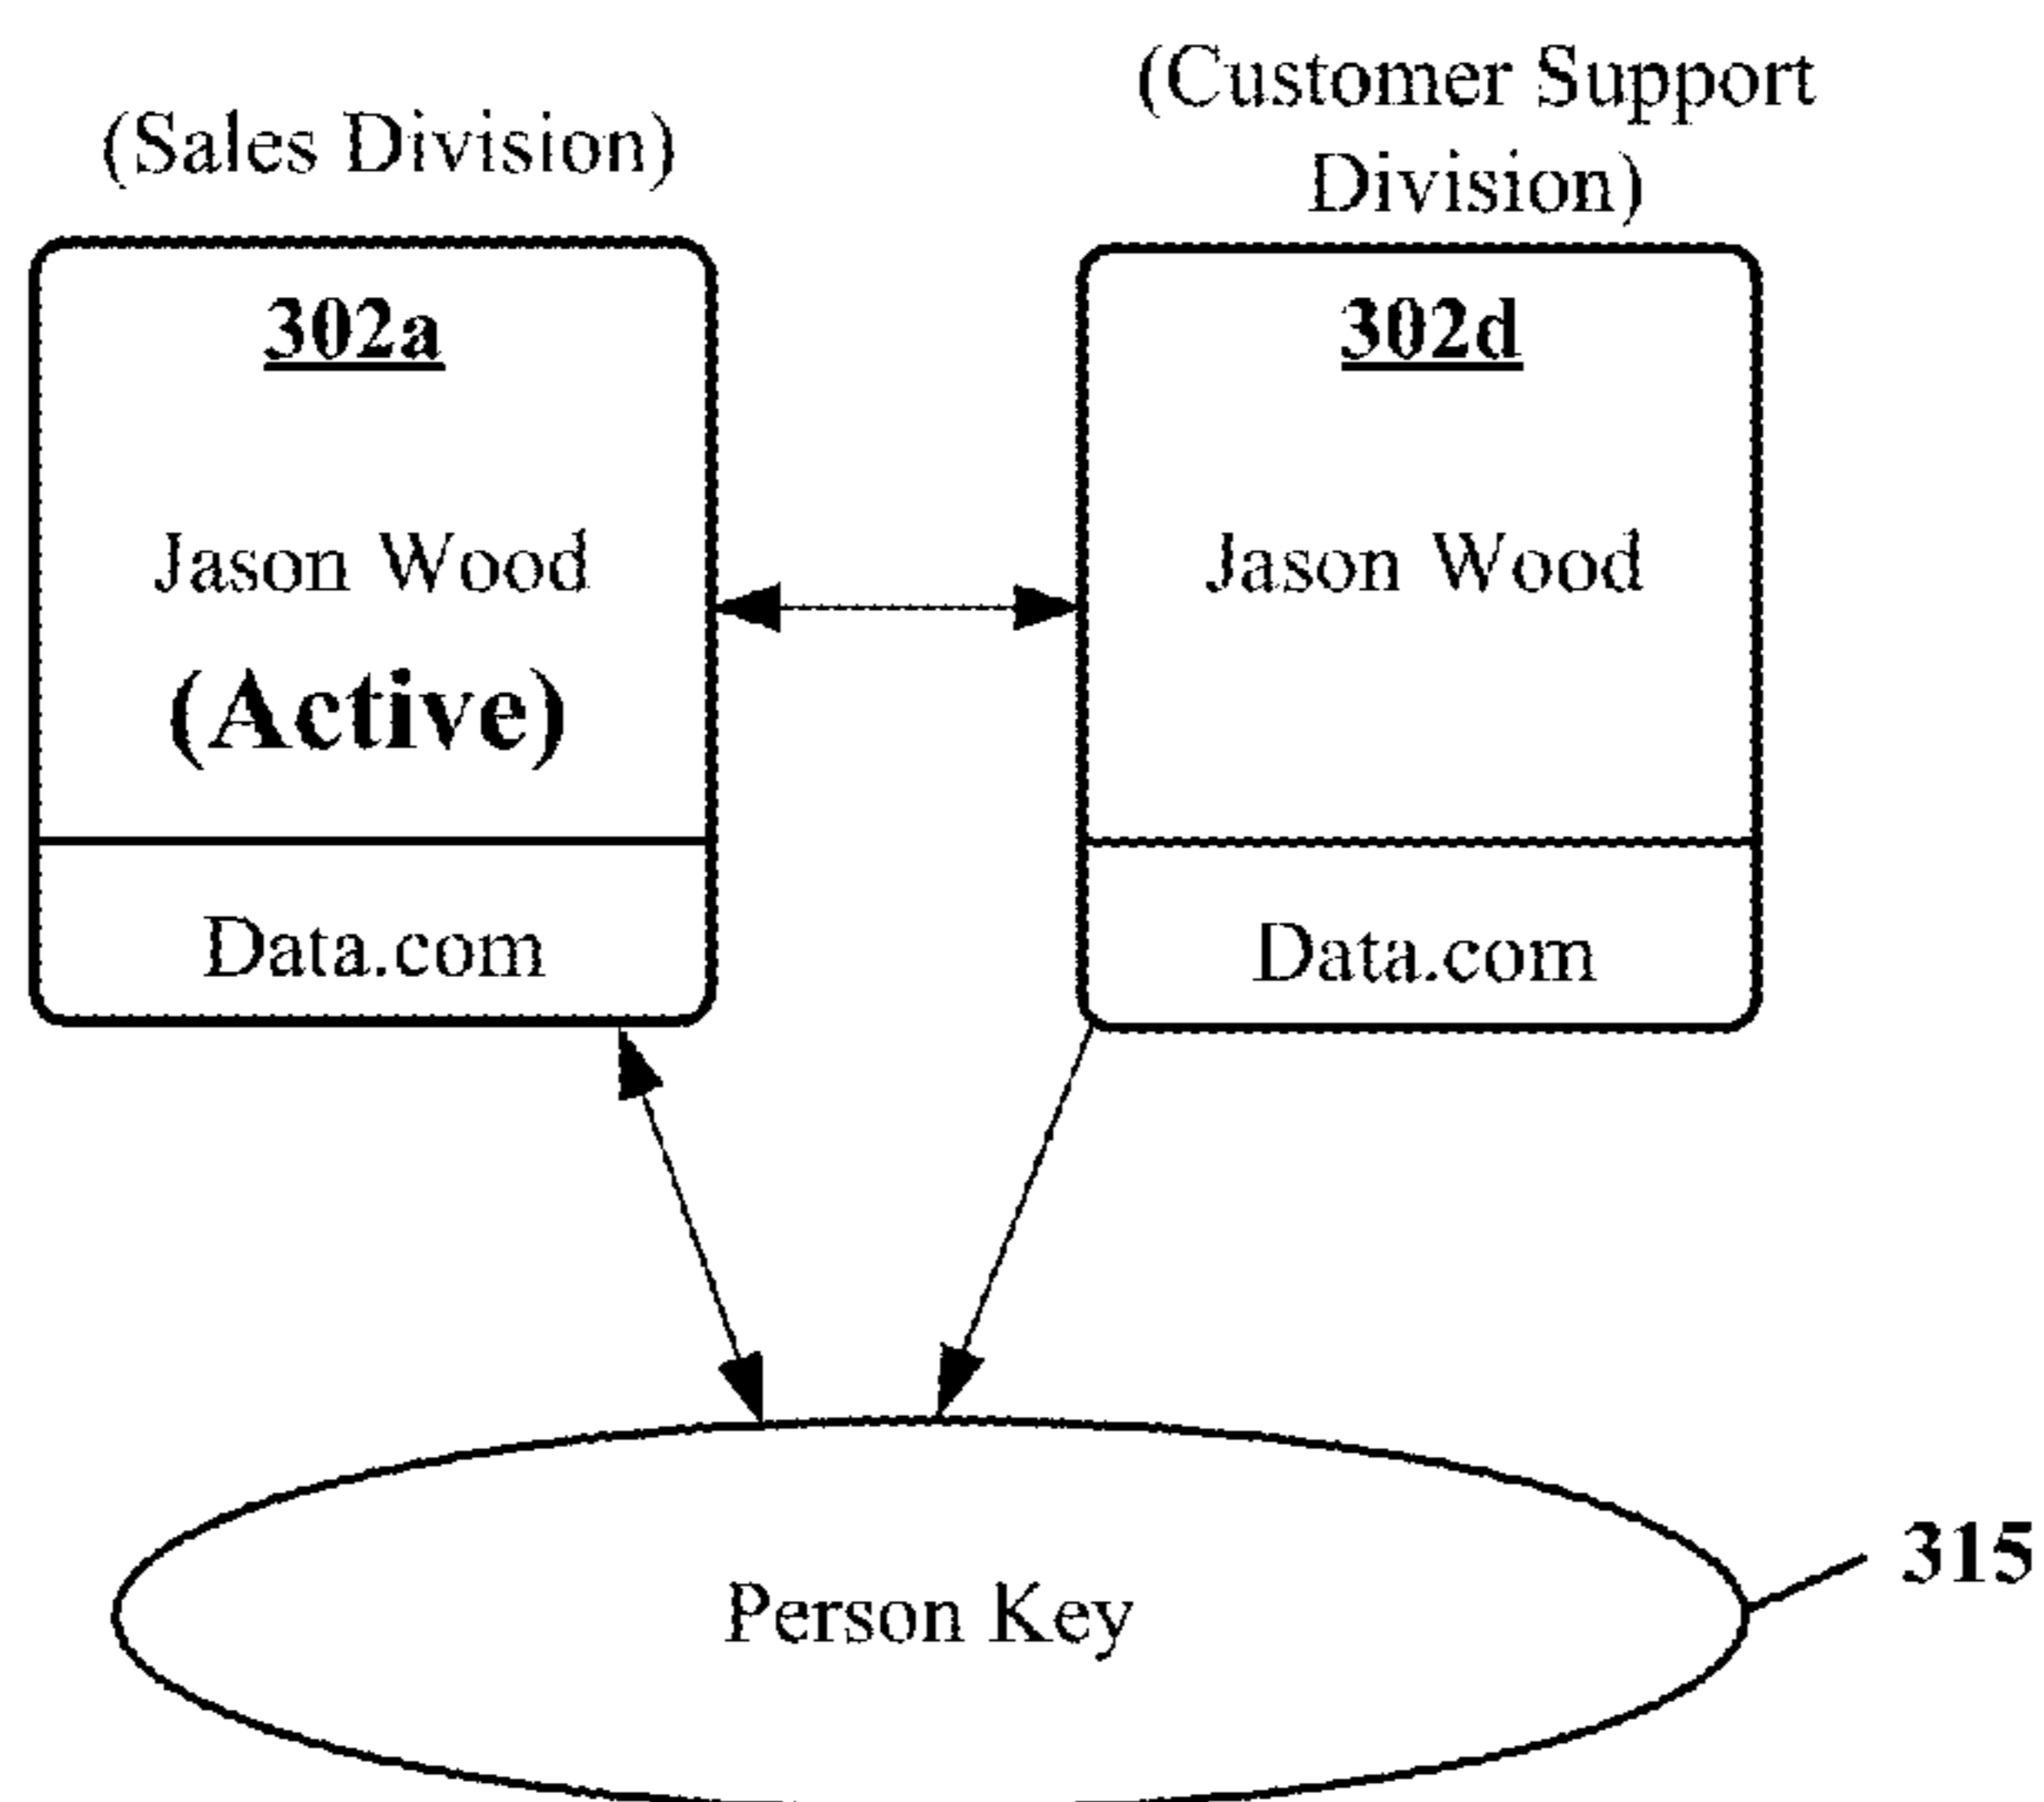 (Sales Division)
(Customer Support
Division)
302a
Jason Wood
(Active)
Data.com
302d
Jason Wood
Data.com
Person Key
315